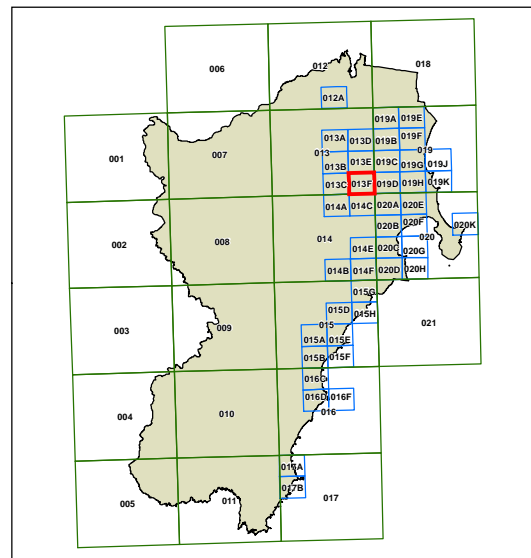 006 012 018
012A
019A 019E
001 007 013A 013D 019B 019F
013 019
013B 013E 019C 019G 019J
013C 013F 019D 019H 019K
014A 014C 020A 020E
002 008 014 020B 020F 020K
020
014E 020C 020G
014B 014F 020D 020H
015G
003 009 015D 015H 021
015
015A 015E
015B 015F
016C
004 010 016D 016F
016
017A
005 011 017B 017